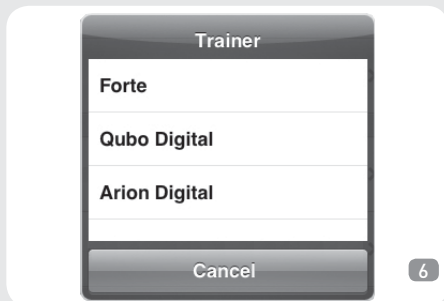 Trainer
Forte
Qubo Digital
Arion Digital
Cancel
6